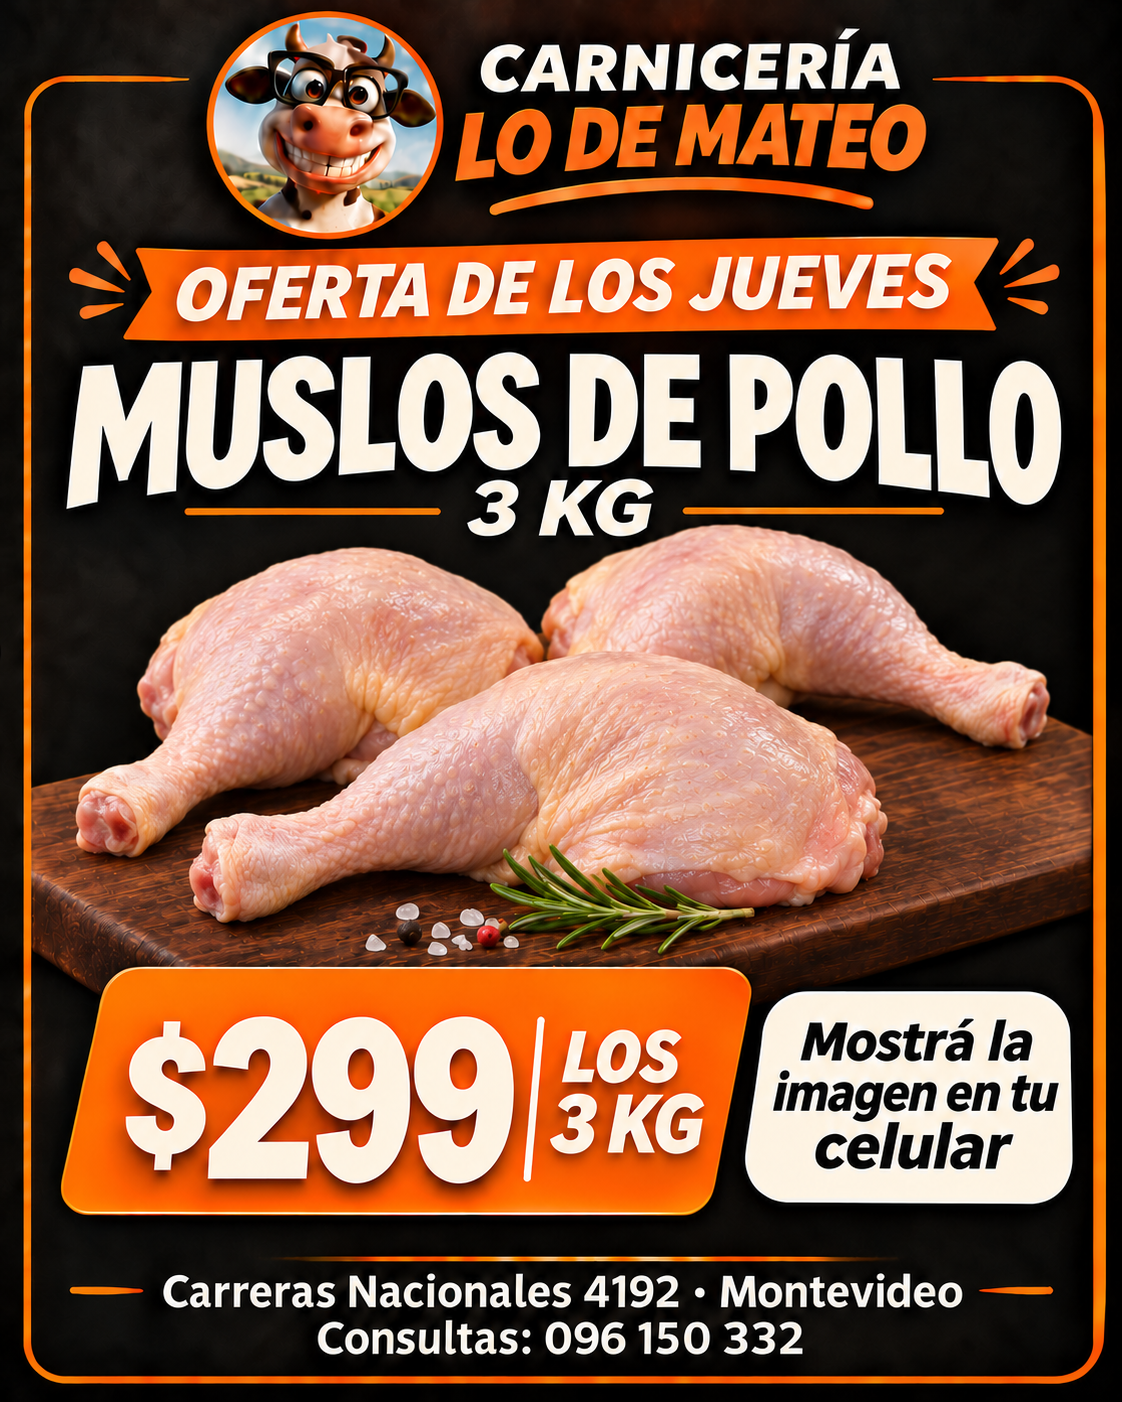 CARNICERÍA
LO DE MATEO
OFERTA DE LOS JUEVES
MUSLOS DE POLLO
3 KG
$299
LOS
3 KG
Mostrá la
imagen en tu
celular
Carreras Nacionales 4192 • Montevideo
Consultas: 096 150 332